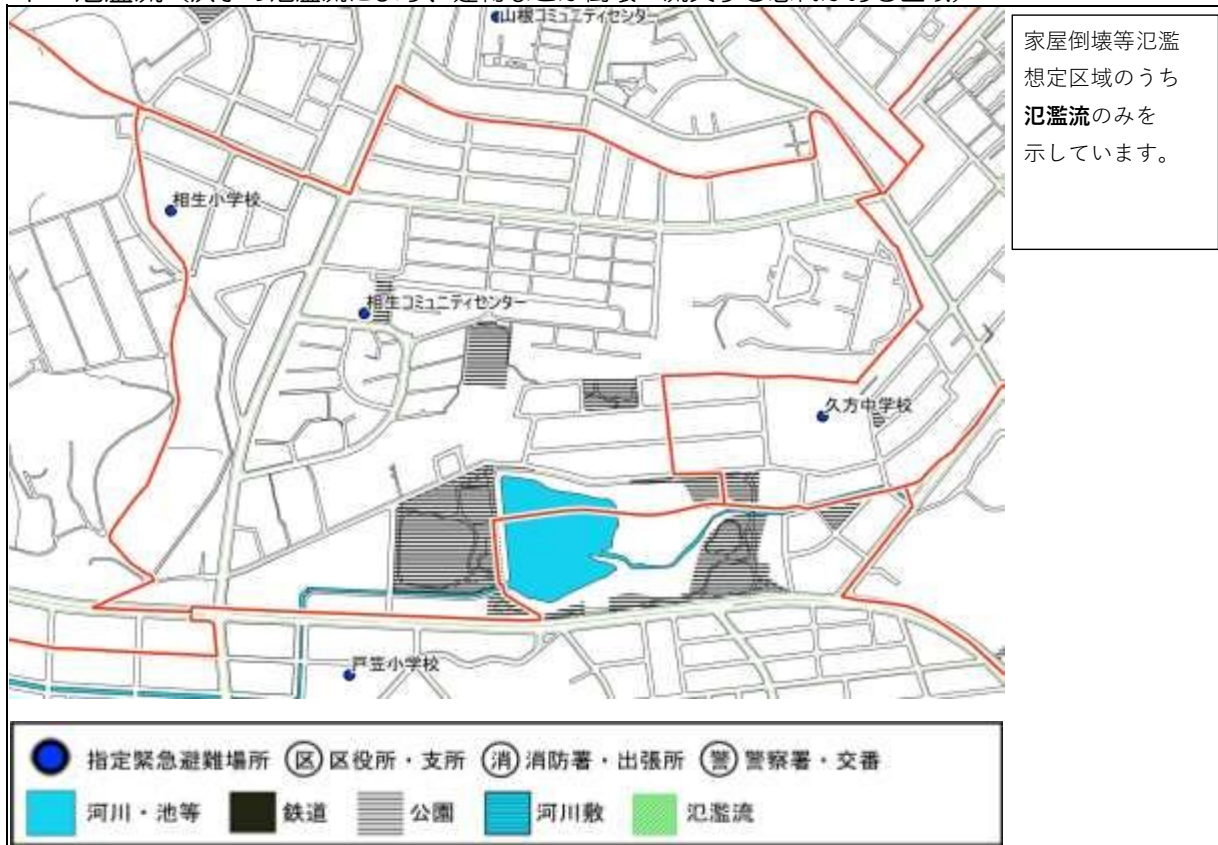 山根コミュニティセンター
家屋倒壊等氾濫
想定区域のうち
氾濫流のみを
示しています。
相生小学校
相生コミュニティセンター
久方中学校
戸笠小学校
指定緊急避難場所 区 区役所・支所 消 消防署・出張所 警 警察署・交番
河川・池等 鉄道 公園 河川敷 氾濫流